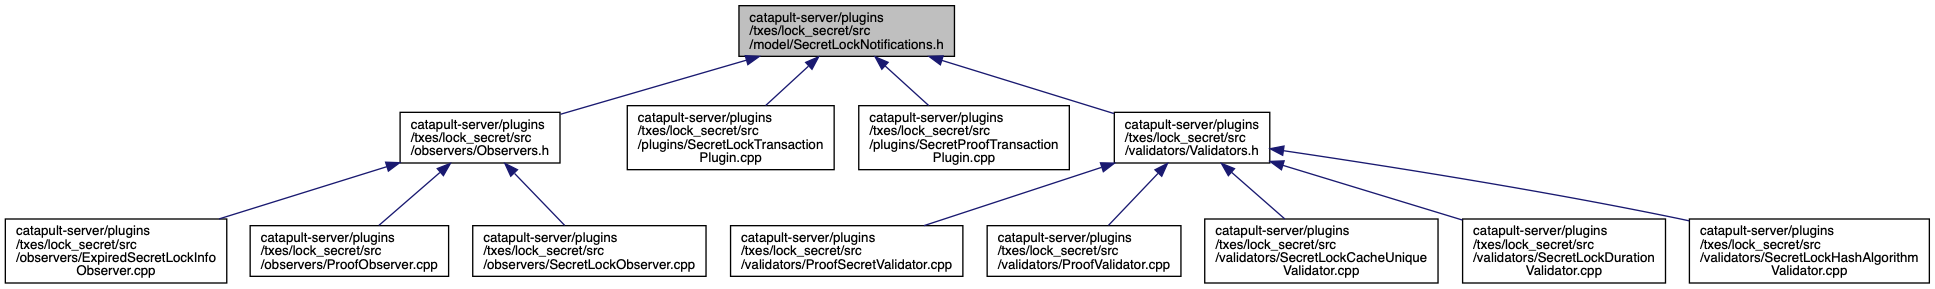 catapult-server/plugins
/txes/lock_secret/src
/model/SecretLockNotifications.h
catapult-server/plugins
/txes/lock_secret/src
/observers/Observers.h
catapult-server/plugins
/txes/lock_secret/src
/plugins/SecretLockTransaction
Plugin.cpp
catapult-server/plugins
/txes/lock_secret/src
/plugins/SecretProofTransaction
Plugin.cpp
catapult-server/plugins
/txes/lock_secret/src
/validators/Validators.h
catapult-server/plugins
/txes/lock_secret/src
/observers/ExpiredSecretLockInfo
Observer.cpp
catapult-server/plugins
/txes/lock_secret/src
/observers/ProofObserver.cpp
catapult-server/plugins
/txes/lock_secret/src
/observers/SecretLockObserver.cpp
catapult-server/plugins
/txes/lock_secret/src
/validators/ProofSecretValidator.cpp
catapult-server/plugins
/txes/lock_secret/src
/validators/ProofValidator.cpp
catapult-server/plugins
/txes/lock_secret/src
/validators/SecretLockCacheUnique
Validator.cpp
catapult-server/plugins
/txes/lock_secret/src
/validators/SecretLockDuration
Validator.cpp
catapult-server/plugins
/txes/lock_secret/src
/validators/SecretLockHashAlgorithm
Validator.cpp